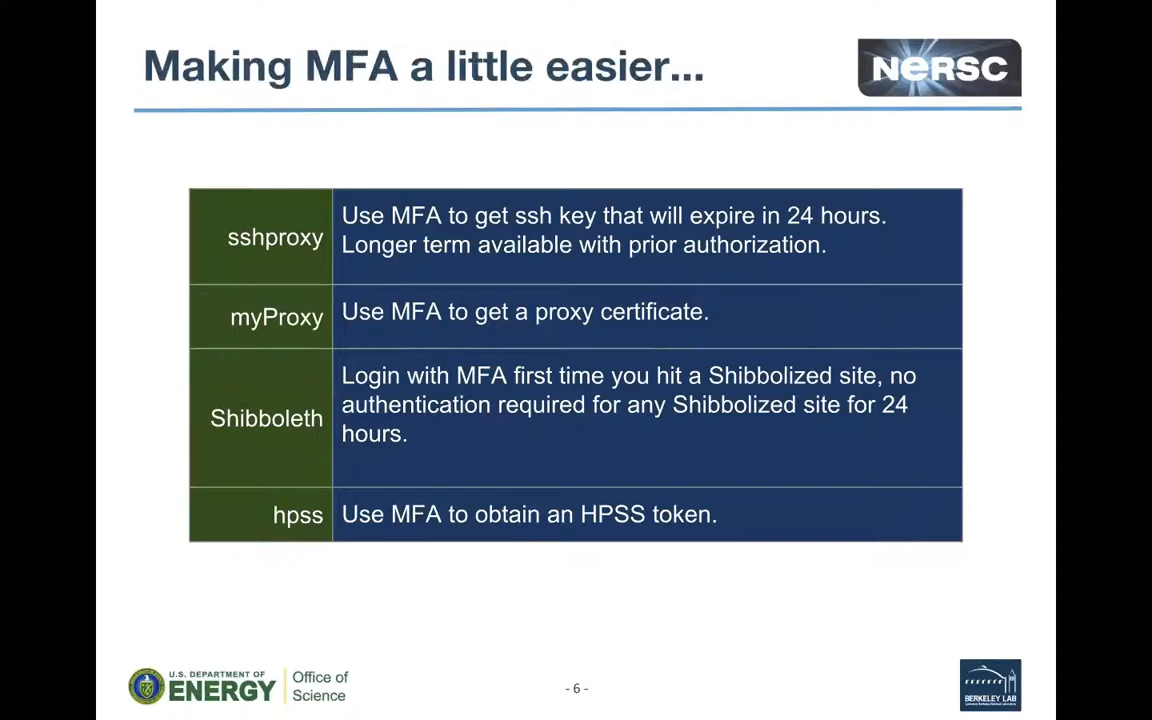 Making MFA a little easier...
NERSC
sshproxy
Use MFA to get ssh key that will expire in 24 hours.
Longer term available with prior authorization.
myProxy
Use MFA to get a proxy certificate.
Shibboleth
Login with MFA first time you hit a Shibbolized site, no
authentication required for any Shibbolized site for 24
hours.
hpss
Use MFA to obtain an HPSS token.
U.S. DEPARTMENT OF
ENERGY
Office of
Science
- 6 -
BERKELEY LAB